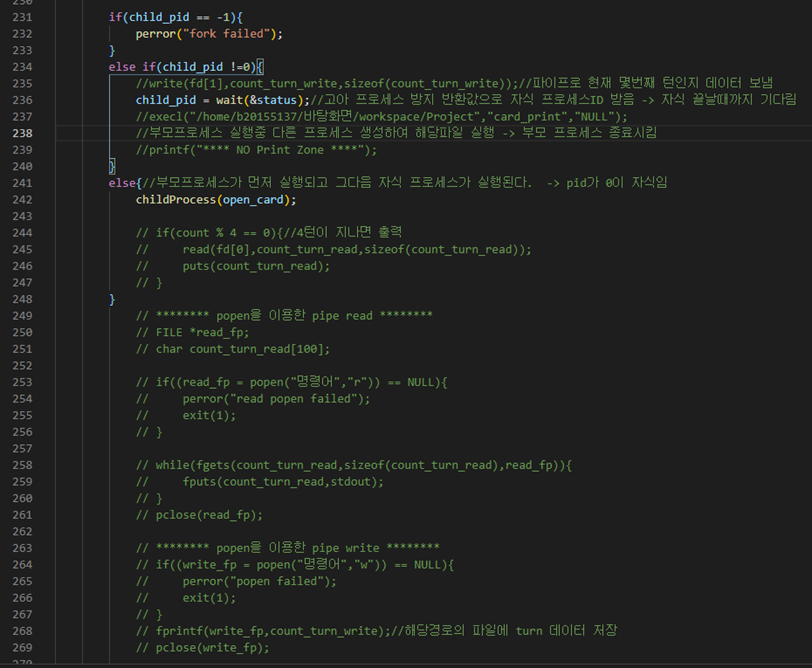 230
231 if(child_pid == -1){
232 perror("fork failed");
233 }
234 else if(child_pid !=0){
235 //write(fd[1],count_turn_write,sizeof(count_turn_write));//파이프로 현재 몇번째 턴인지 데이터 보냄
236 child_pid = wait(&status);//고아 프로세스 방지 반환값으로 자식 프로세스ID 받음 -> 자식 끝날때까지 기다림
237 //execl("/home/b20155137/바탕화면/workspace/Project","card_print","NULL");
238 //부모프로세스 실행중 다른 프로세스 생성하여 해당파일 실행 -> 부모 프로세스 종료시킴
239 //printf("**** NO Print Zone ****");
240 }
241 else{//부모프로세스가 먼저 실행되고 그다음 자식 프로세스가 실행된다. -> pid가 0이 자식임
242 childProcess(open_card);
243
244 // if(count % 4 == 0){//4턴이 지나면 출력
245 // read(fd[0],count_turn_read,sizeof(count_turn_read));
246 // puts(count_turn_read);
247 // }
248 }
249 // ******** popen을 이용한 pipe read ********
250 // FILE *read_fp;
251 // char count_turn_read[100];
252
253 // if((read_fp = popen("명령어","r")) == NULL){
254 // perror("read popen failed");
255 // exit(1);
256 // }
257
258 // while(fgets(count_turn_read,sizeof(count_turn_read),read_fp)){
259 // fputs(count_turn_read,stdout);
260 // }
261 // pclose(read_fp);
262
263 // ******** popen을 이용한 pipe write ********
264 // if((write_fp = popen("명령어","w")) == NULL){
265 // perror("popen failed");
266 // exit(1);
267 // }
268 // fprintf(write_fp,count_turn_write);//해당경로의 파일에 turn 데이터 저장
269 // pclose(write_fp);
270